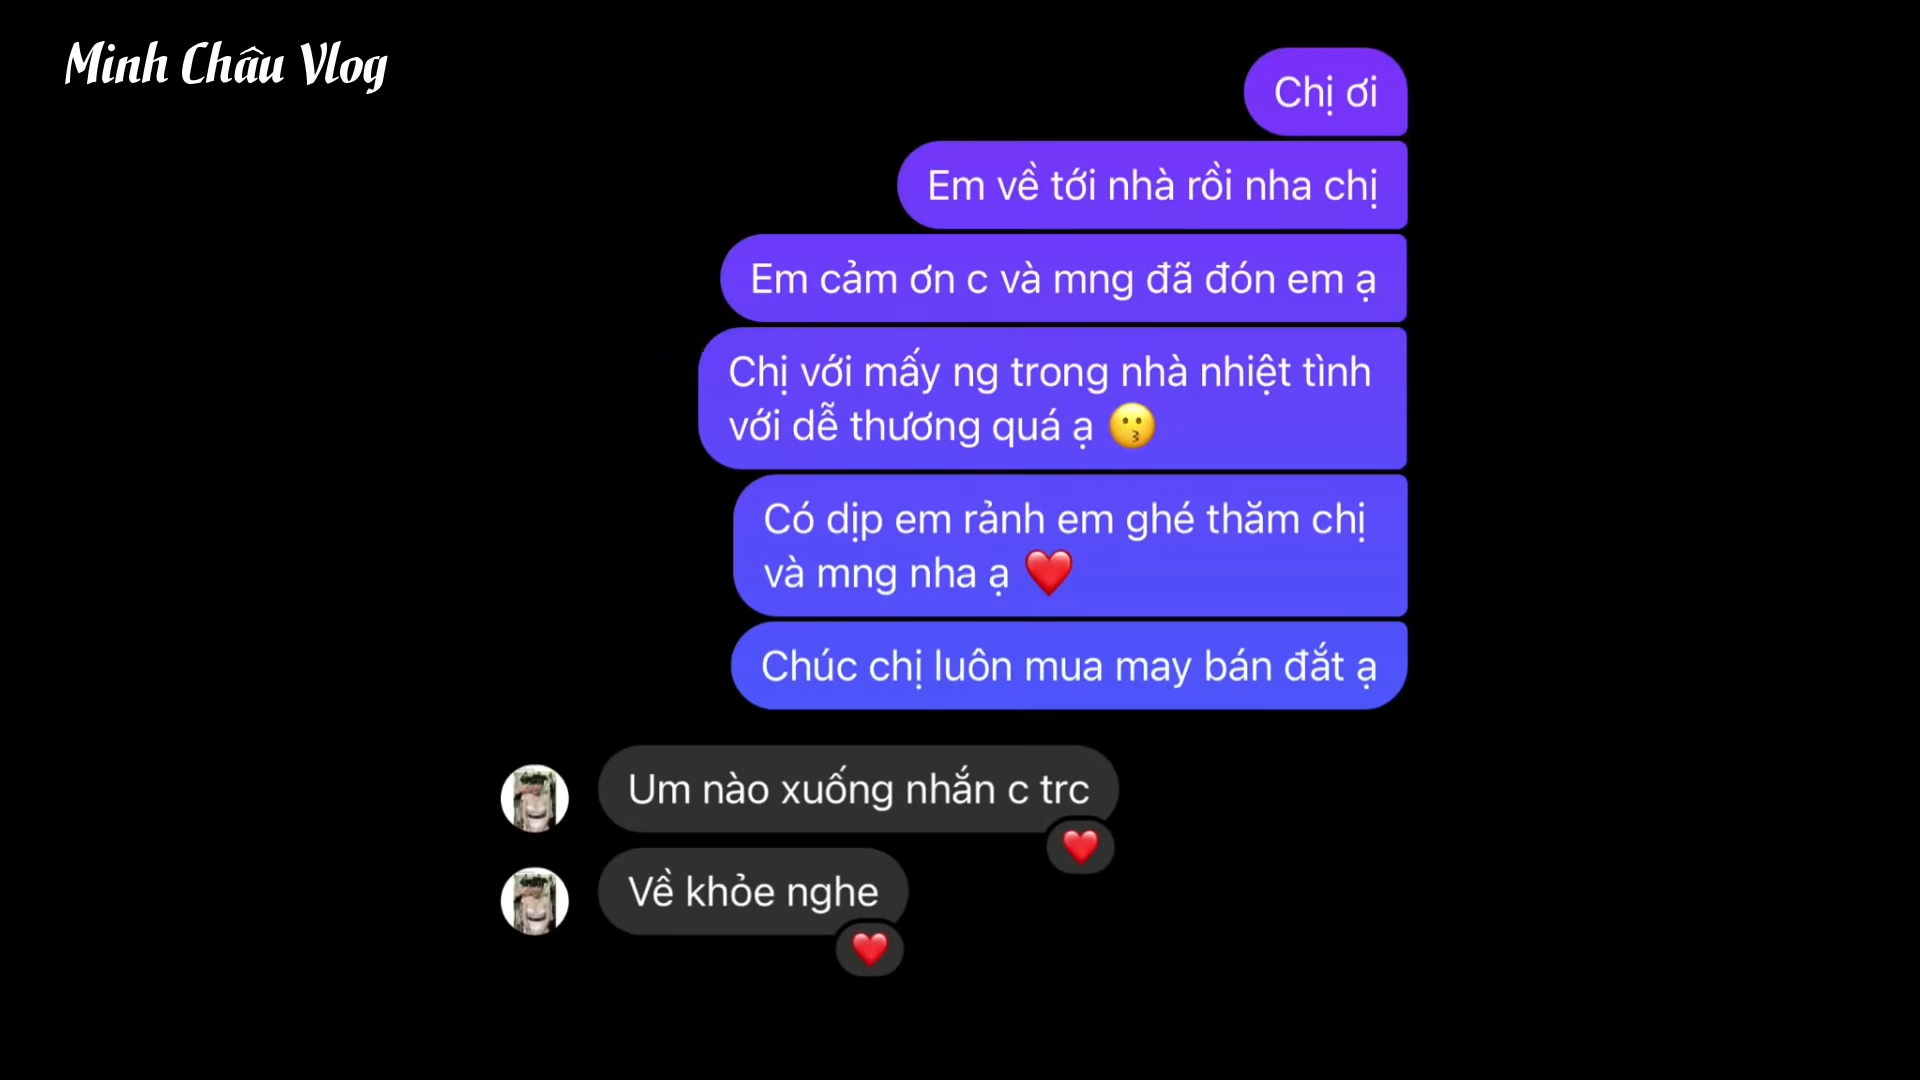 Minh Châu Vlog
Chị ơi
Em về tới nhà rồi nha chị
Em cảm ơn c và mng đã đón em ạ
Chị với mấy ng trong nhà nhiệt tình
với dễ thương quá ạ 😗
Có dịp em rảnh em ghé thăm chị
và mng nha ạ ❤️
Chúc chị luôn mua may bán đắt ạ
Um nào xuống nhắn c trc
Về khỏe nghe